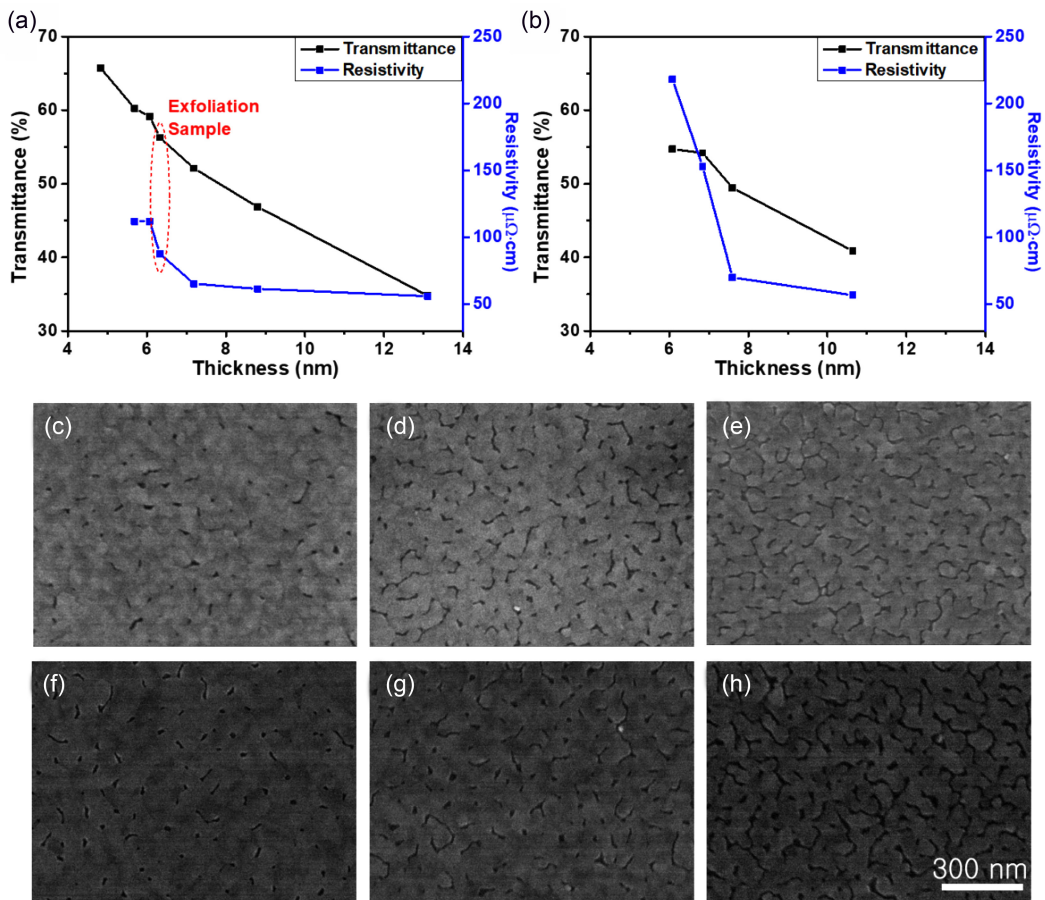 (a)
70
60
50
40
30
Transmittance (%)
Transmittance
Resistivity
Exfoliation
Sample
250
200
150
100
50
Resistivity (μΩ·cm)
4 6 8 10 12 14
Thickness (nm)
(b)
70
60
50
40
30
Transmittance (%)
Transmittance
Resistivity
250
200
150
100
50
Resistivity (μΩ·cm)
4 6 8 10 12 14
Thickness (nm)
(c)
(d)
(e)
(f)
(g)
(h)
300 nm